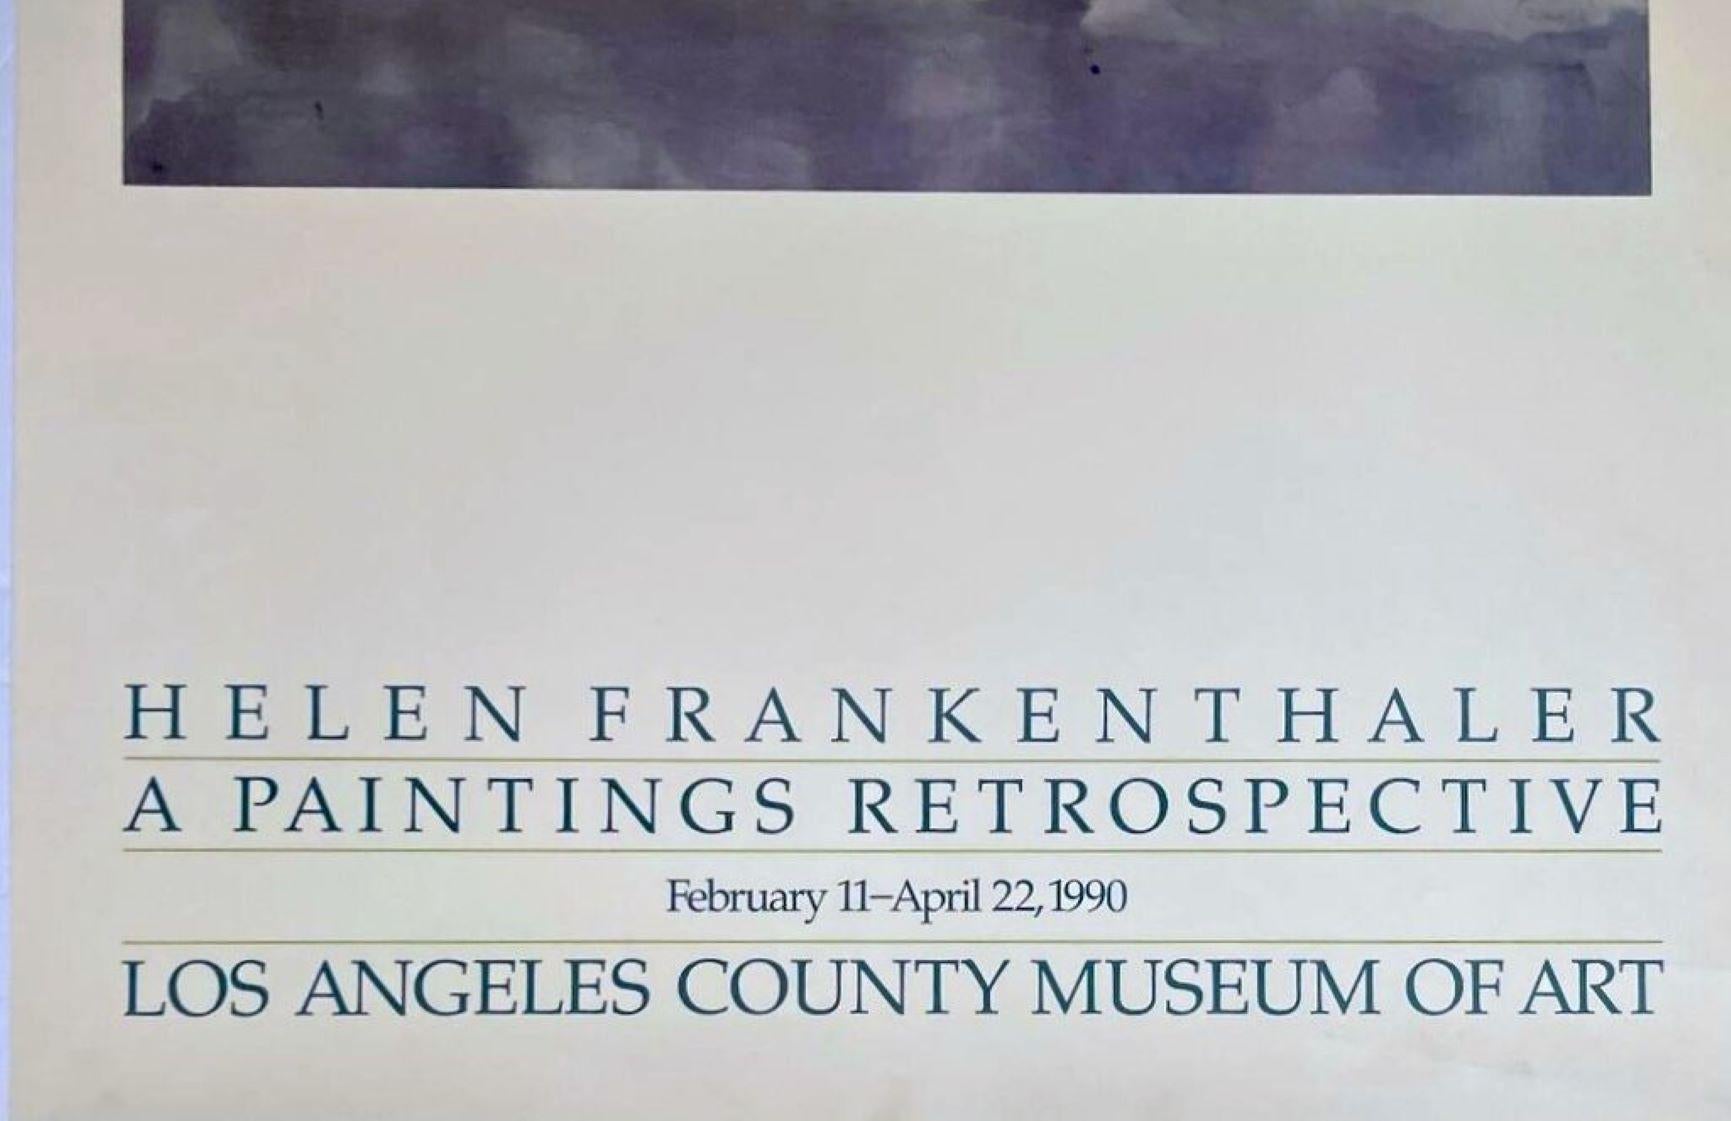 HELEN FRANKENTHALER
A PAINTINGS RETROSPECTIVE
February 11–April 22, 1990
LOS ANGELES COUNTY MUSEUM OF ART